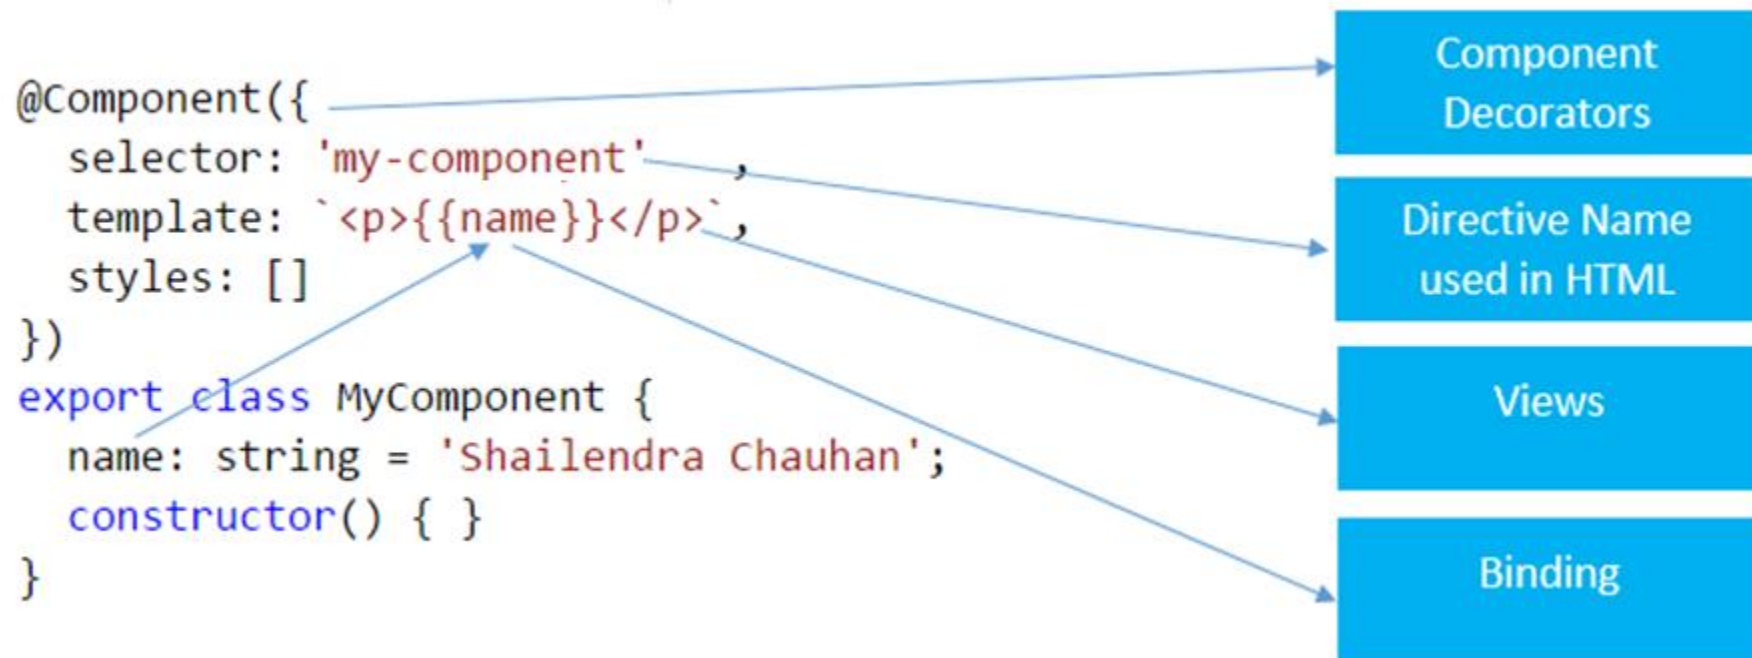 @Component({
selector: 'my-component' ,
template: `<p>{{name}}</p>`,
styles: []
})
export class MyComponent {
name: string = 'Shailendra Chauhan';
constructor() { }
}
Component
Decorators
Directive Name
used in HTML
Views
Binding